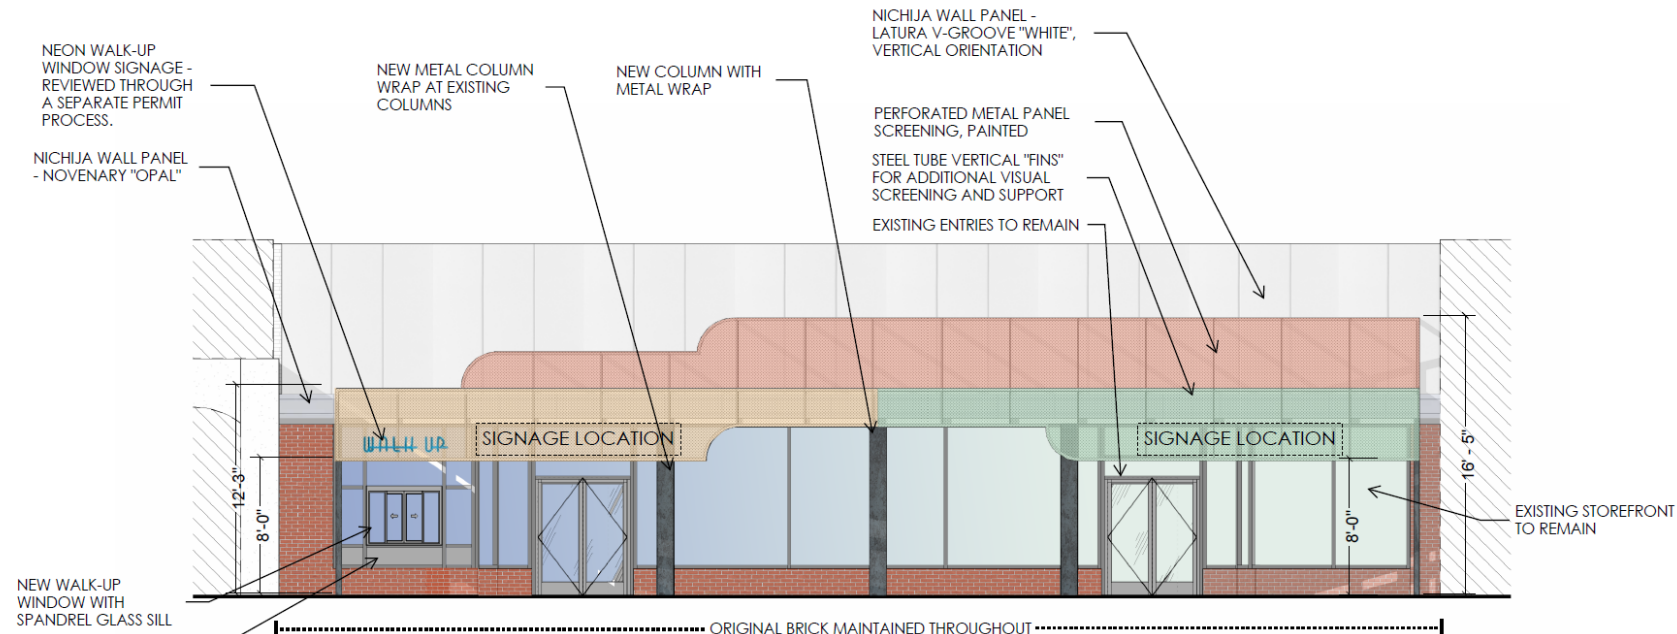 NEON WALK-UP
WINDOW SIGNAGE -
REVIEWED THROUGH
A SEPARATE PERMIT
PROCESS.
NICHIJA WALL PANEL
- NOVENARY "OPAL"
NEW METAL COLUMN
WRAP AT EXISTING
COLUMNS
NEW COLUMN WITH
METAL WRAP
NICHIJA WALL PANEL -
LATURA V-GROOVE "WHITE",
VERTICAL ORIENTATION
PERFORATED METAL PANEL
SCREENING, PAINTED
STEEL TUBE VERTICAL "FINS"
FOR ADDITIONAL VISUAL
SCREENING AND SUPPORT
EXISTING ENTRIES TO REMAIN
WALK UP
SIGNAGE LOCATION
SIGNAGE LOCATION
12'-3"
8'-0"
8'-0"
16' - 5"
EXISTING STOREFRONT
TO REMAIN
NEW WALK-UP
WINDOW WITH
SPANDREL GLASS SILL
ORIGINAL BRICK MAINTAINED THROUGHOUT